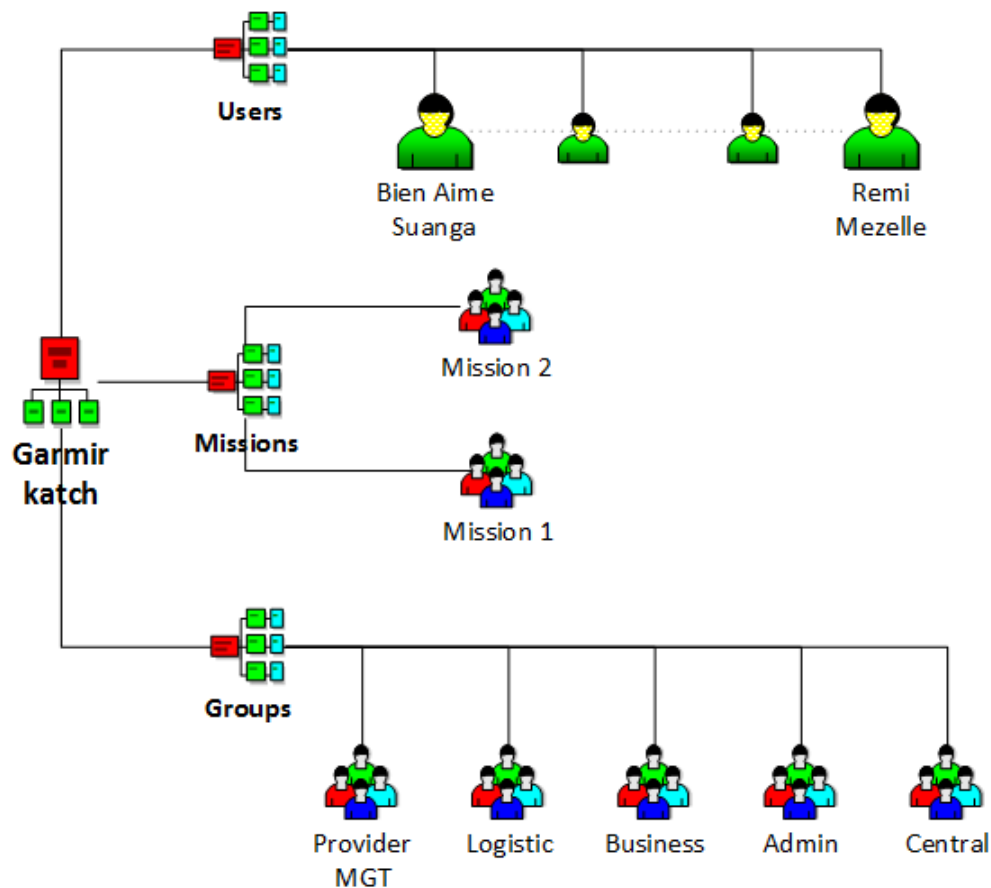 Users
Bien Aime
Suanga
Remi
Mezelle
Mission 2
Garmir
katch
Missions
Mission 1
Groups
Provider
MGT
Logistic
Business
Admin
Central